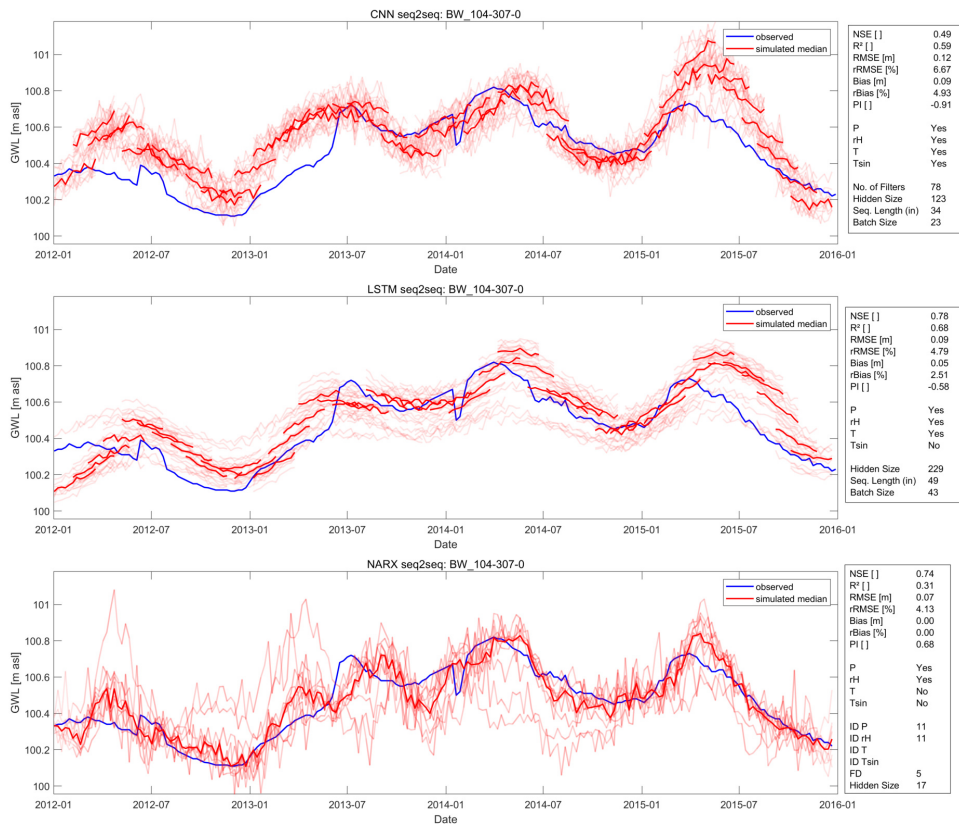 CNN seq2seq: BW_104-307-0
GWL [m asl]
101
100.8
100.6
100.4
100.2
100
observed
simulated median
2012-01 2012-07 2013-01 2013-07 2014-01 2014-07 2015-01 2015-07 2016-01
Date
NSE [ ] 0.49
R² [ ] 0.59
RMSE [m] 0.12
rRMSE [%] 6.67
Bias [m] 0.09
rBias [%] 4.93
PI [ ] -0.91
P Yes
rH Yes
T Yes
Tsin Yes
No. of Filters 78
Hidden Size 123
Seq. Length (in) 34
Batch Size 23
LSTM seq2seq: BW_104-307-0
GWL [m asl]
101
100.8
100.6
100.4
100.2
100
observed
simulated median
2012-01 2012-07 2013-01 2013-07 2014-01 2014-07 2015-01 2015-07 2016-01
Date
NSE [ ] 0.78
R² [ ] 0.68
RMSE [m] 0.09
rRMSE [%] 4.79
Bias [m] 0.05
rBias [%] 2.51
PI [ ] -0.58
P Yes
rH Yes
T Yes
Tsin No
Hidden Size 229
Seq. Length (in) 49
Batch Size 43
NARX seq2seq: BW_104-307-0
GWL [m asl]
101
100.8
100.6
100.4
100.2
100
observed
simulated median
2012-01 2012-07 2013-01 2013-07 2014-01 2014-07 2015-01 2015-07 2016-01
Date
NSE [ ] 0.74
R² [ ] 0.31
RMSE [m] 0.07
rRMSE [%] 4.13
Bias [m] 0.00
rBias [%] 0.00
PI [ ] 0.68
P Yes
rH Yes
T No
Tsin No
ID P 11
ID rH 11
ID T
ID Tsin
FD 5
Hidden Size 17